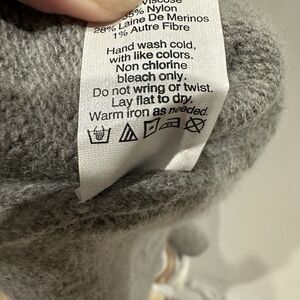 Viscose
% Nylon
28% Laine De Merinos
1% Autre Fibre
Hand wash cold,
with like colors.
Non chlorine
bleach only.
Do not wring or twist.
Lay flat to dry.
Warm iron as needed.